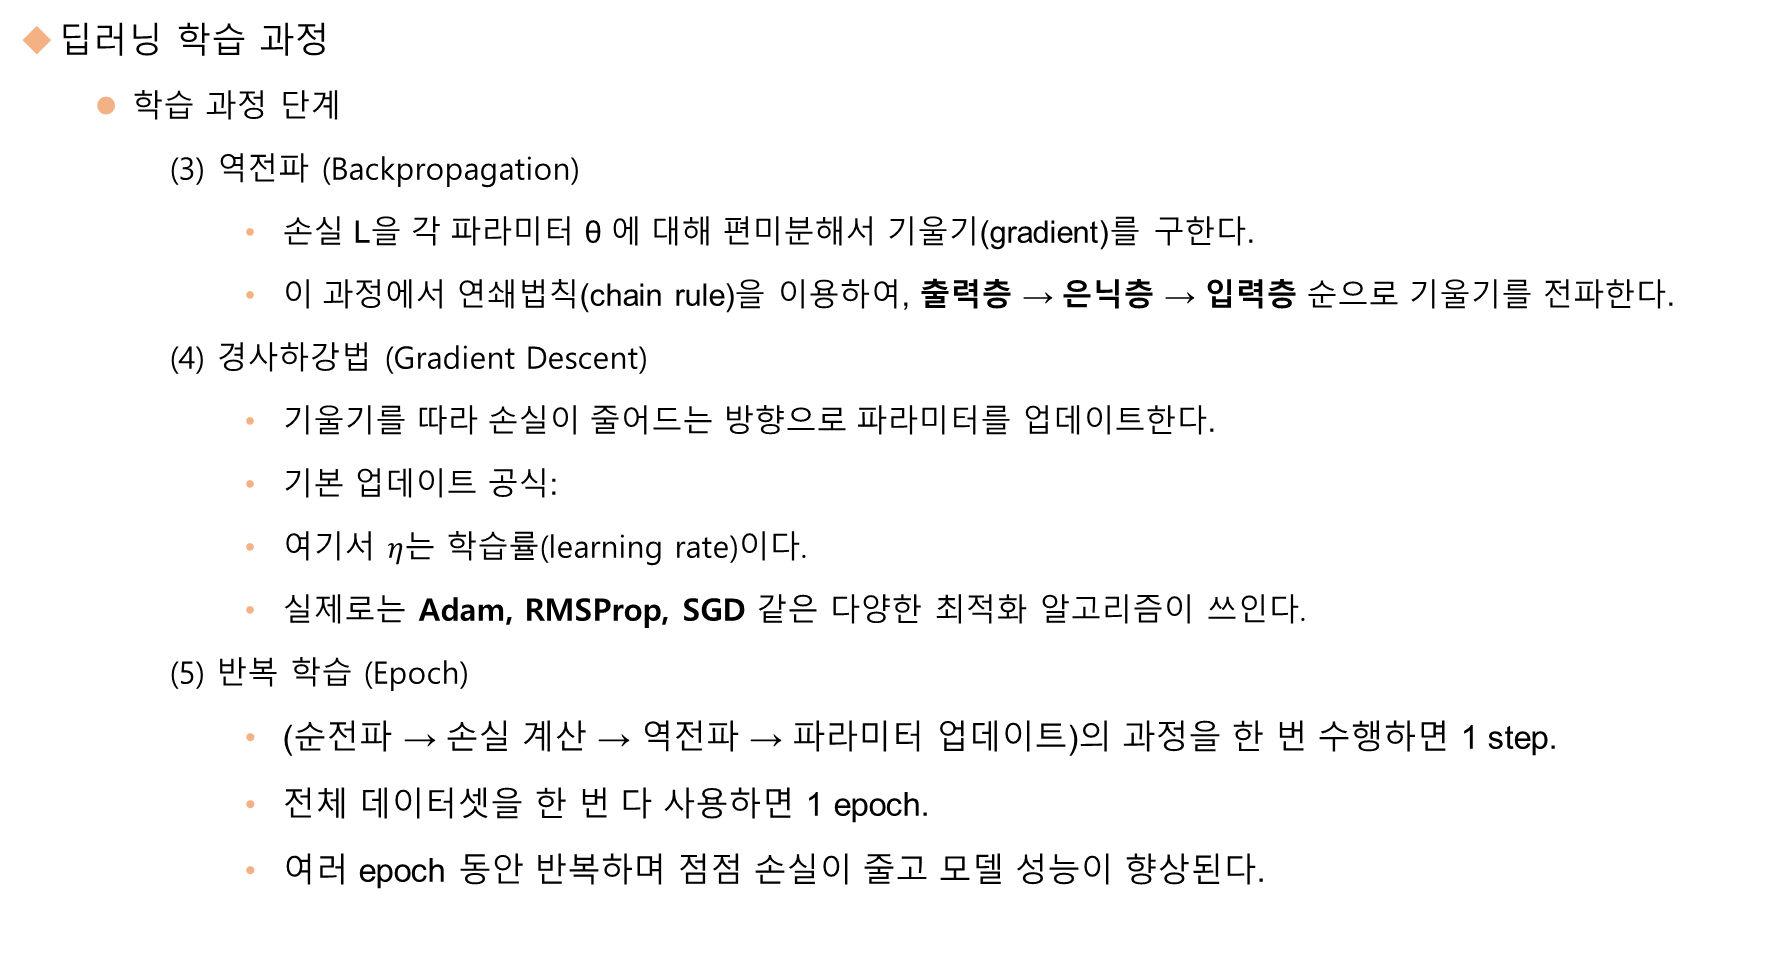 ◆ 딥러닝 학습 과정
● 학습 과정 단계
(3) 역전파 (Backpropagation)
• 손실 L을 각 파라미터 θ 에 대해 편미분해서 기울기(gradient)를 구한다.
• 이 과정에서 연쇄법칙(chain rule)을 이용하여, 출력층 → 은닉층 → 입력층 순으로 기울기를 전파한다.
(4) 경사하강법 (Gradient Descent)
• 기울기를 따라 손실이 줄어드는 방향으로 파라미터를 업데이트한다.
• 기본 업데이트 공식:
• 여기서 η는 학습률(learning rate)이다.
• 실제로는 Adam, RMSProp, SGD 같은 다양한 최적화 알고리즘이 쓰인다.
(5) 반복 학습 (Epoch)
• (순전파 → 손실 계산 → 역전파 → 파라미터 업데이트)의 과정을 한 번 수행하면 1 step.
• 전체 데이터셋을 한 번 다 사용하면 1 epoch.
• 여러 epoch 동안 반복하며 점점 손실이 줄고 모델 성능이 향상된다.